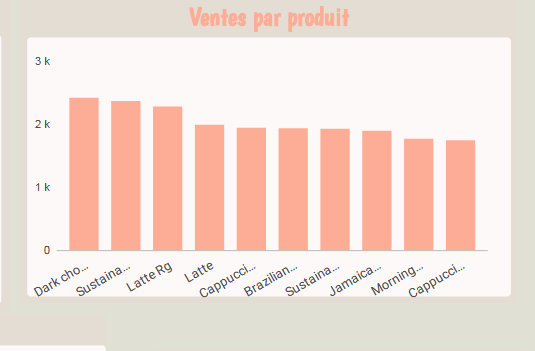 Ventes par produit
3 k
2 k
1 k
0
Dark cho...
Sustaina...
Latte Rg
Latte
Cappucci...
Brazilian...
Sustaina...
Jamaica...
Morning...
Cappucci...